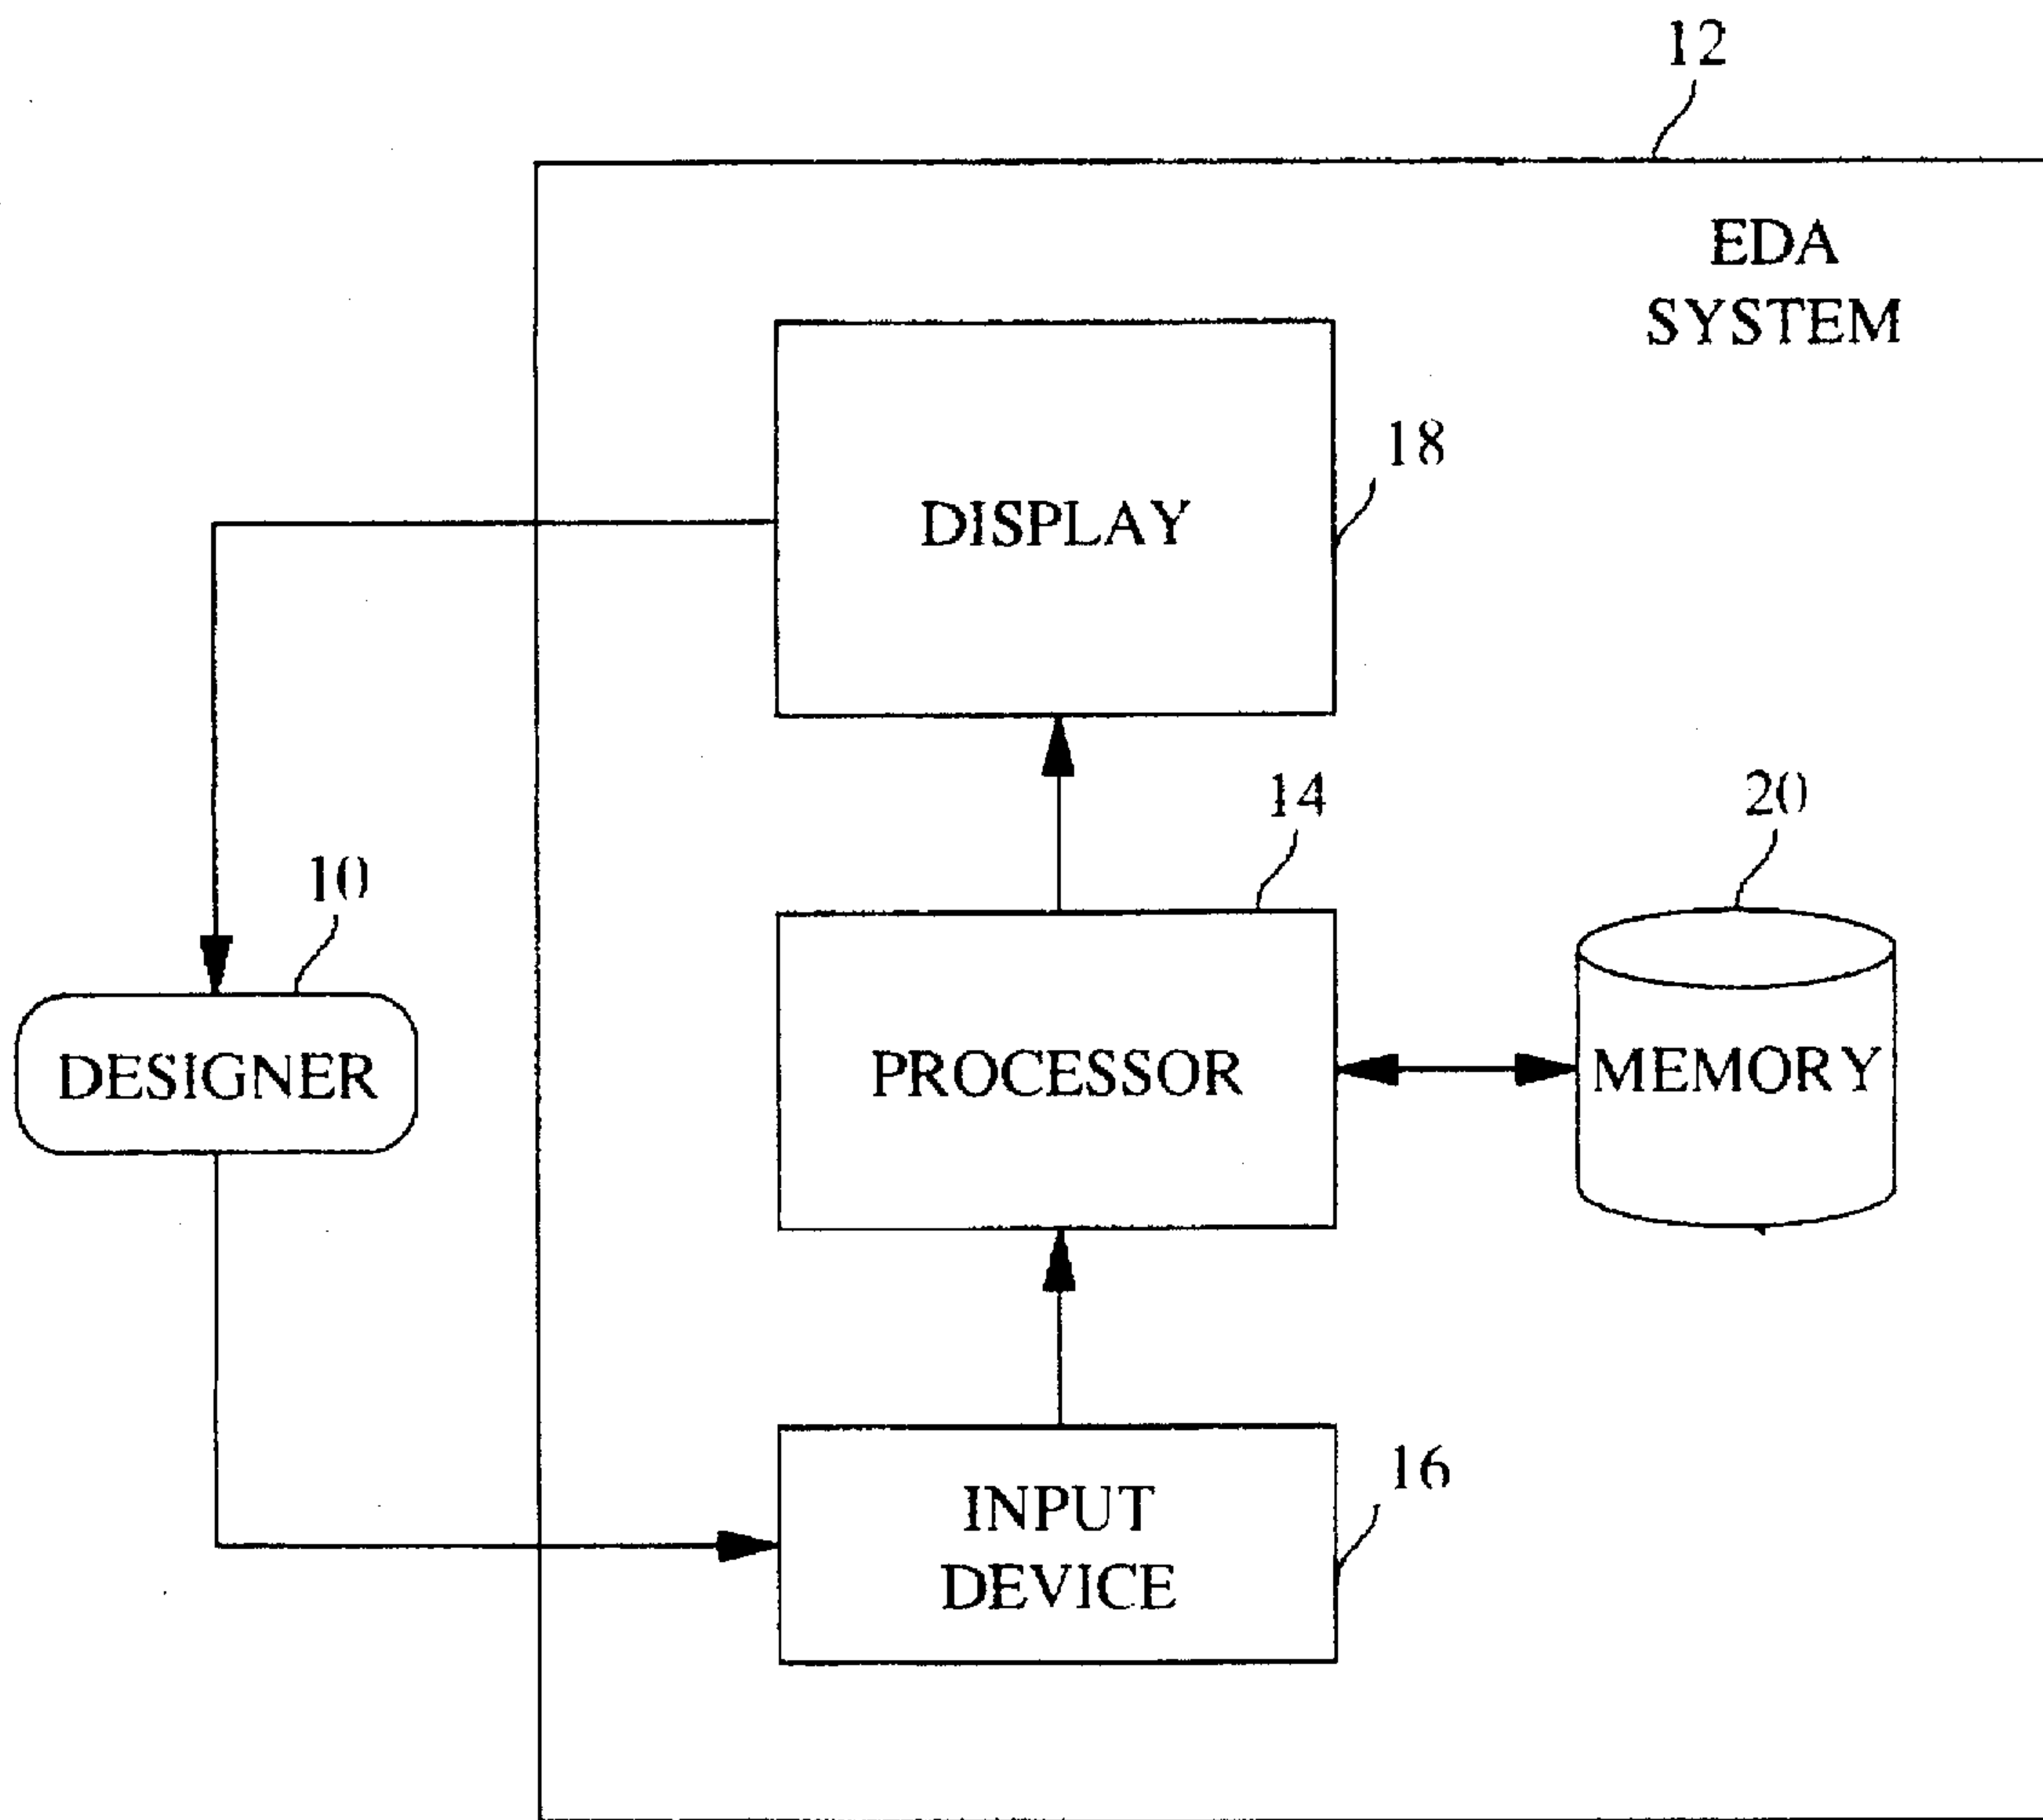 12
EDA
SYSTEM
18
DISPLAY
14
20
10
DESIGNER
PROCESSOR
MEMORY
16
INPUT
DEVICE